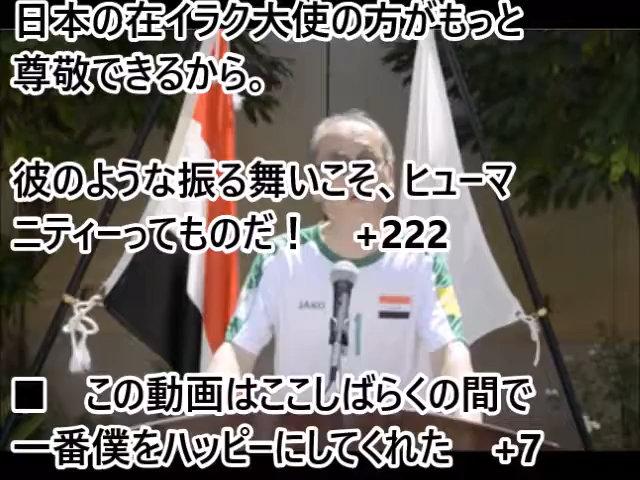 日本の在イラク大使の方がもっと
尊敬できるから。
彼のような振る舞いこそ、ヒューマ
ニティーってものだ！ +222
JAKO
■ この動画はここしばらくの間で
一番僕をハッピーにしてくれた +7